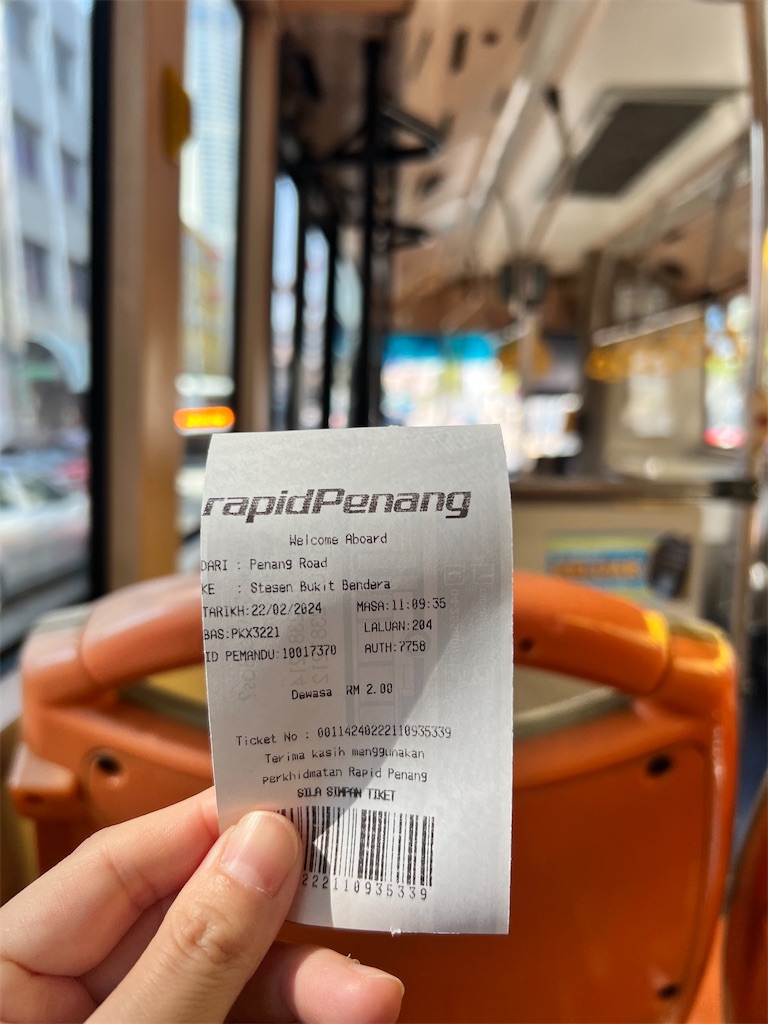 rapidPenang
Welcome Aboard
DARI : Penang Road
KE : Stesen Bukit Bendera
TARIKH:22/02/2024 MASA:11:09:35
BAS:PKX3221 LALUAN:204
ID PEMANDU:10017370 AUTH:7758
Dewasa RM 2.00
Ticket No : 00114240222110935339
Terima kasih menggunakan
perkhidmatan Rapid Penang
SILA SIMPAN TIKET
222110935339